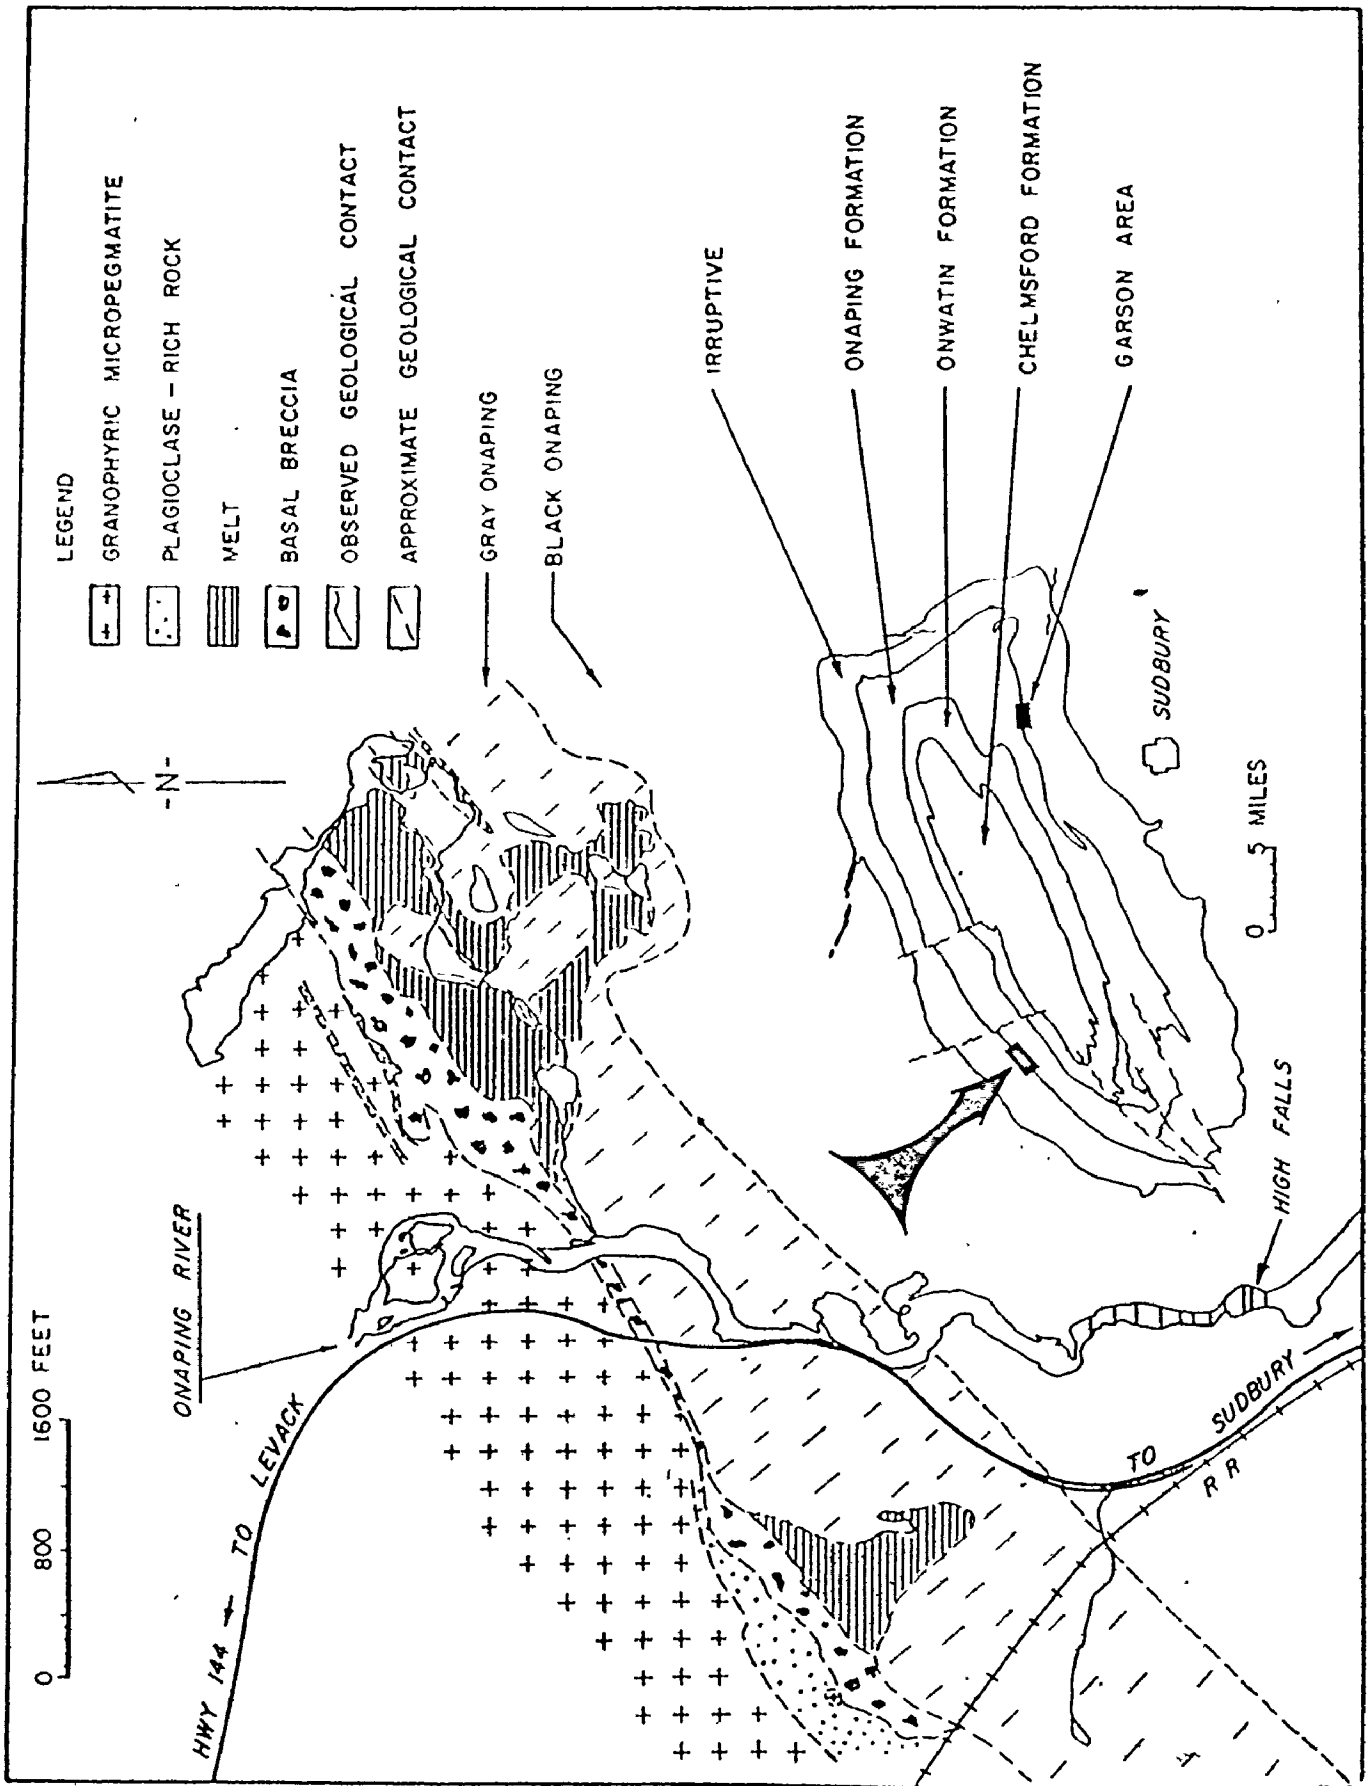 LEGEND
GRANOPHYRIC MICROPEGMATITE
PLAGIOCLASE - RICH ROCK
MELT
BASAL BRECCIA
OBSERVED GEOLOGICAL CONTACT
APPROXIMATE GEOLOGICAL CONTACT
GRAY ONAPING
BLACK ONAPING
-N-
0 800 1600 FEET
ONAPING RIVER
HWY 144 TO LEVACK
IRRUPTIVE
ONAPING FORMATION
ONWATIN FORMATION
CHELMSFORD FORMATION
GARSON AREA
SUDBURY
0 5 MILES
HIGH FALLS
TO SUDBURY
RR